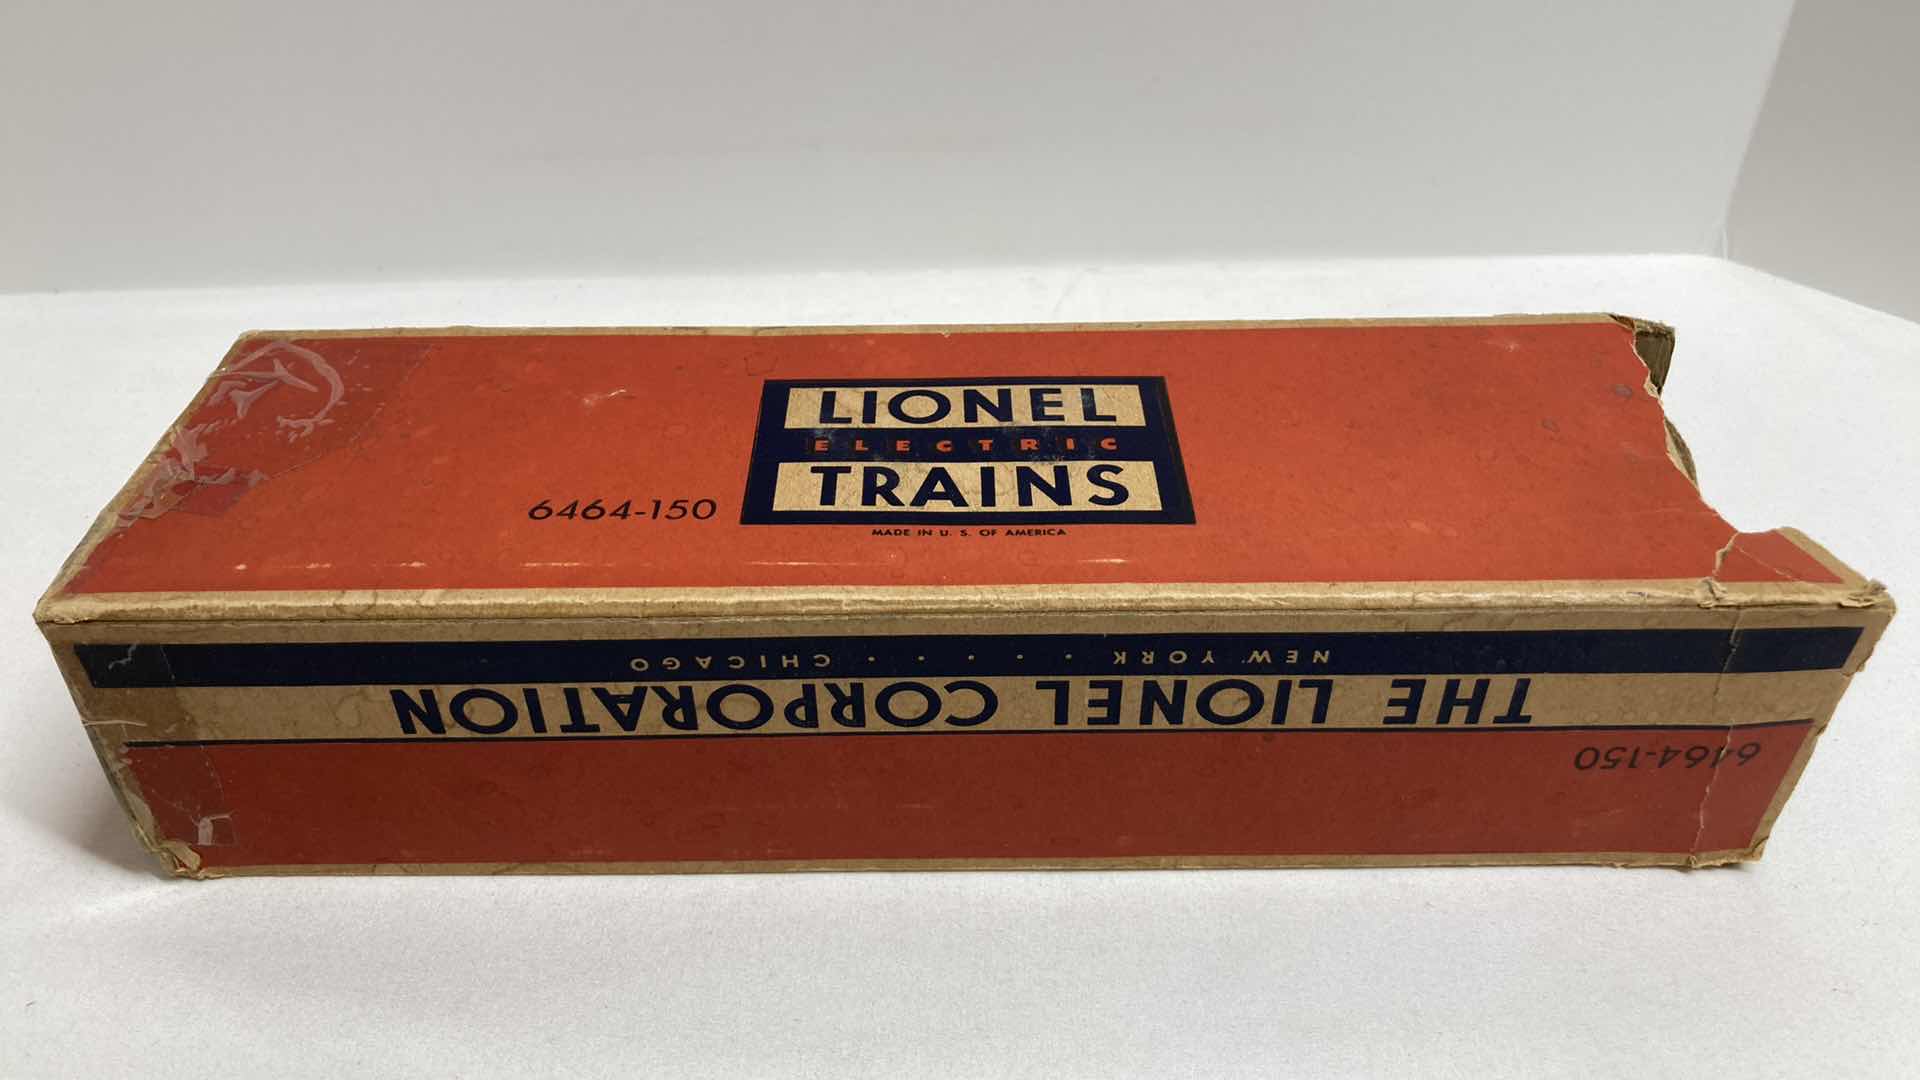 LIONEL
ELECTRIC
TRAINS
6464-150
MADE IN U. S. OF AMERICA
6464-150
THE LIONEL CORPORATION
NEW YORK • • • • • CHICAGO